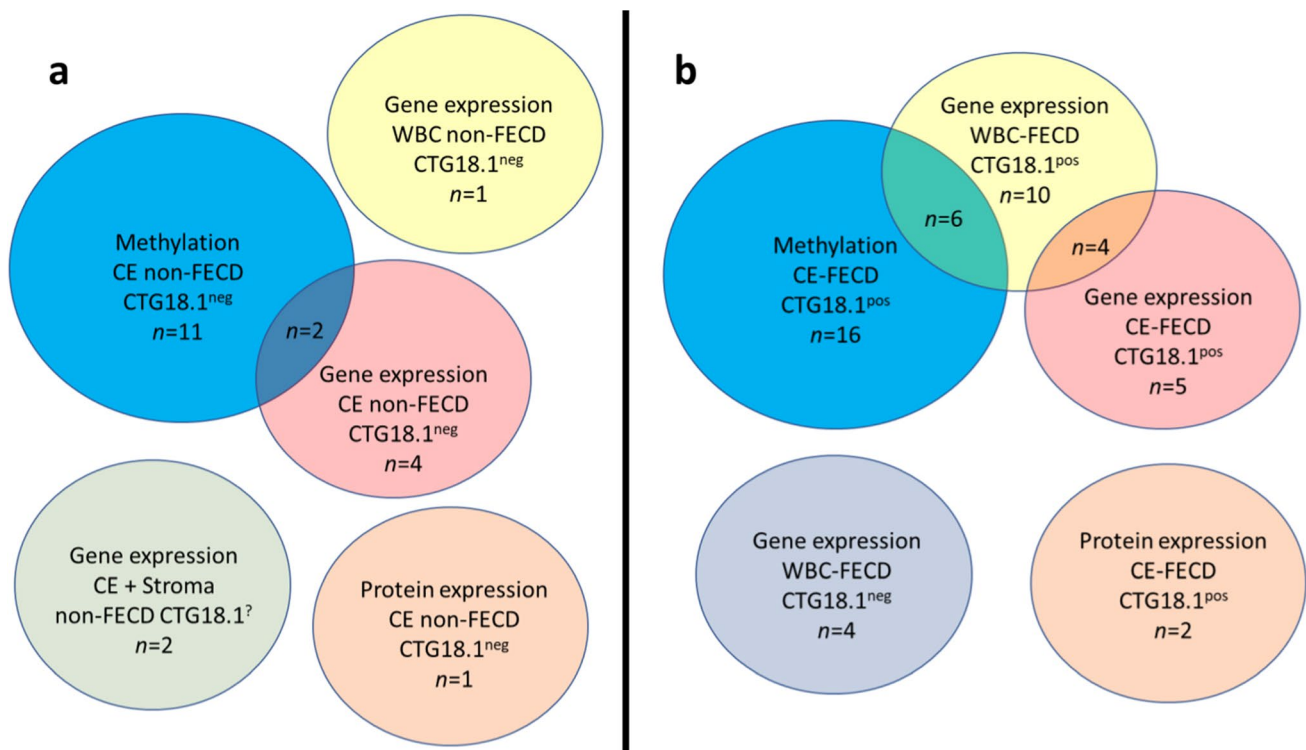 a
Gene expression
WBC non-FECD
CTG18.1neg
n=1
Methylation
CE non-FECD
CTG18.1neg
n=11
n=2
Gene expression
CE non-FECD
CTG18.1neg
n=4
Gene expression
CE + Stroma
non-FECD CTG18.1?
n=2
Protein expression
CE non-FECD
CTG18.1neg
n=1
b
Gene expression
WBC-FECD
CTG18.1pos
n=10
n=6
n=4
Methylation
CE-FECD
CTG18.1pos
n=16
Gene expression
CE-FECD
CTG18.1pos
n=5
Gene expression
WBC-FECD
CTG18.1neg
n=4
Protein expression
CE-FECD
CTG18.1pos
n=2